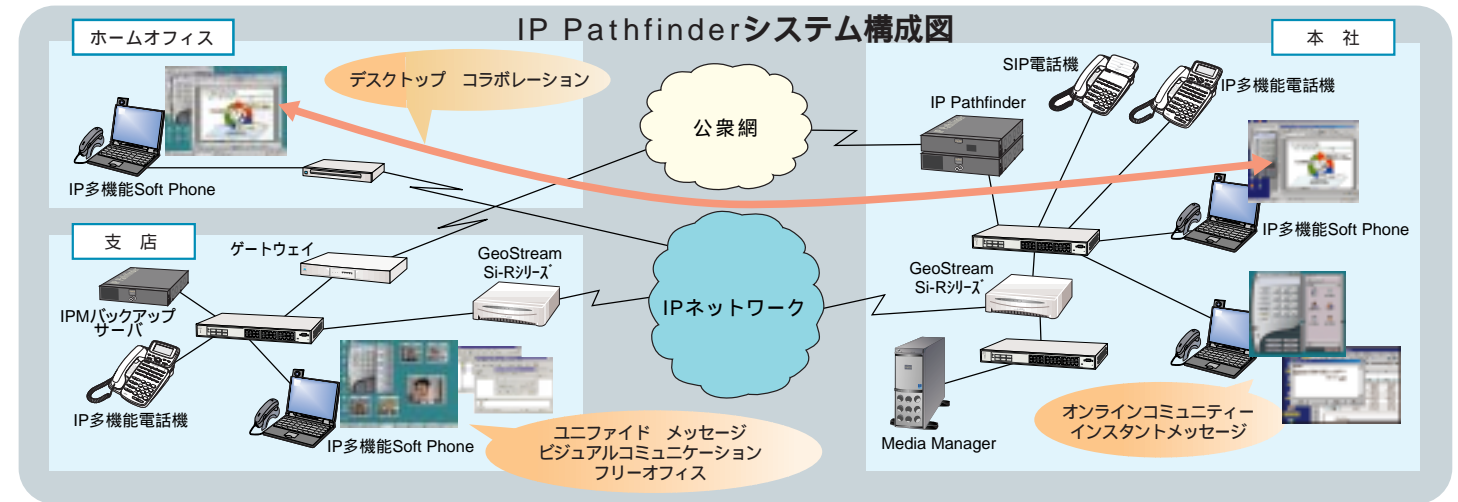 IP Pathfinderシステム構成図
ホームオフィス
デスクトップ コラボレーション
IP多機能Soft Phone
公衆網
本 社
SIP電話機
IP多機能電話機
IP Pathfinder
IP多機能Soft Phone
支 店
ゲートウェイ
GeoStream
Si-Rシリーズ
IPMバックアップ
サーバ
IP多機能電話機
IP多機能Soft Phone
ユニファイド メッセージ
ビジュアルコミュニケーション
フリーオフィス
IPネットワーク
GeoStream
Si-Rシリーズ
Media Manager
オンラインコミュニティー
インスタントメッセージ